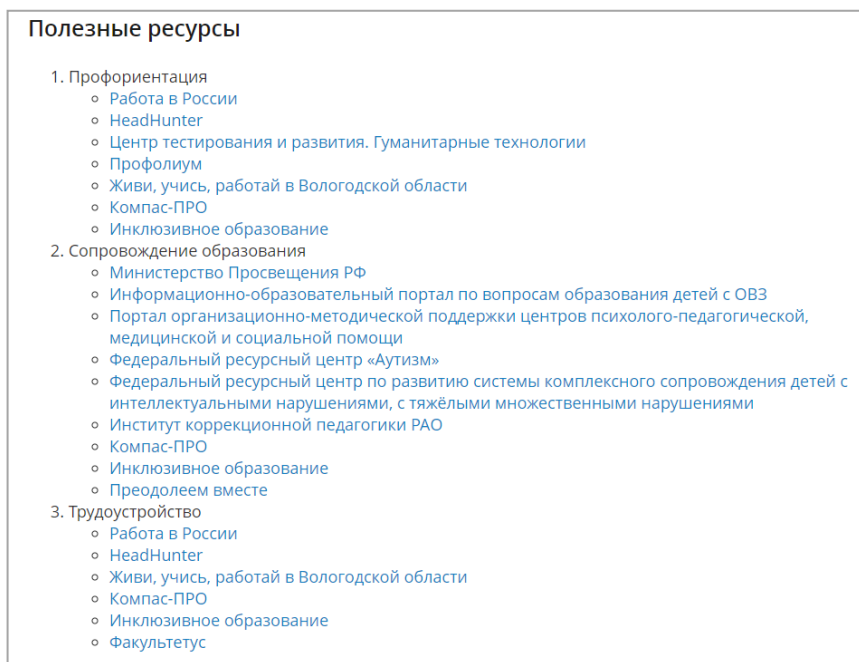 Полезные ресурсы
1. Профориентация
Работа в России
HeadHunter
Центр тестирования и развития. Гуманитарные технологии
Профолиум
Живи, учись, работай в Вологодской области
Компас-ПРО
Инклюзивное образование
2. Сопровождение образования
Министерство Просвещения РФ
Информационно-образовательный портал по вопросам образования детей с ОВЗ
Портал организационно-методической поддержки центров психолого-педагогической,
медицинской и социальной помощи
Федеральный ресурсный центр «Аутизм»
Федеральный ресурсный центр по развитию системы комплексного сопровождения детей с
интеллектуальными нарушениями, с тяжёлыми множественными нарушениями
Институт коррекционной педагогики РАО
Компас-ПРО
Инклюзивное образование
Преодолеем вместе
3. Трудоустройство
Работа в России
HeadHunter
Живи, учись, работай в Вологодской области
Компас-ПРО
Инклюзивное образование
Факультетус